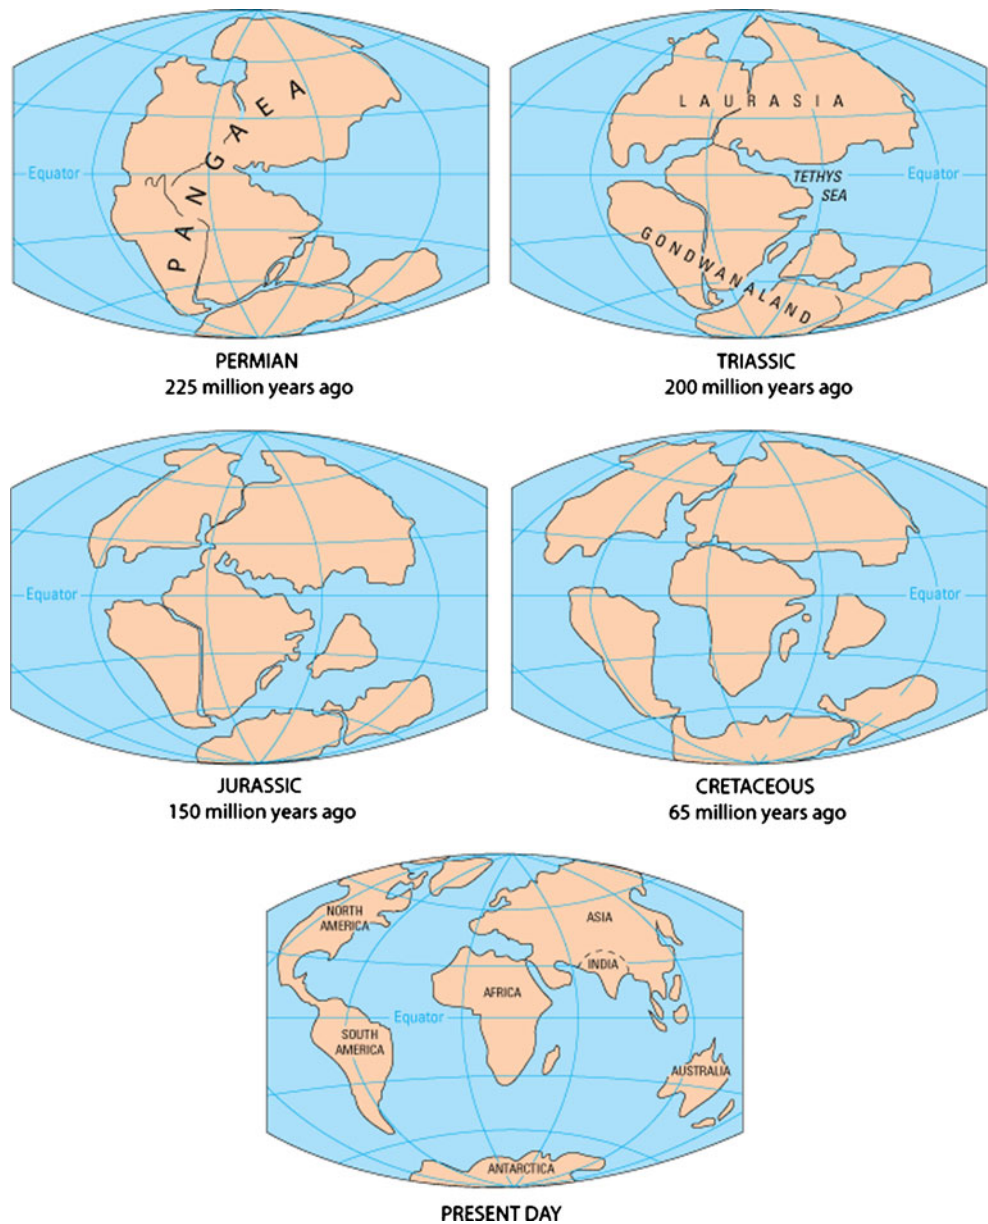 PANGAEA
Equator
PERMIAN
225 million years ago
LAURASIA
TETHYS
SEA
Equator
GONDWANALAND
TRIASSIC
200 million years ago
Equator
JURASSIC
150 million years ago
Equator
CRETACEOUS
65 million years ago
NORTH
AMERICA
ASIA
INDIA
AFRICA
Equator
SOUTH
AMERICA
AUSTRALIA
ANTARCTICA
PRESENT DAY